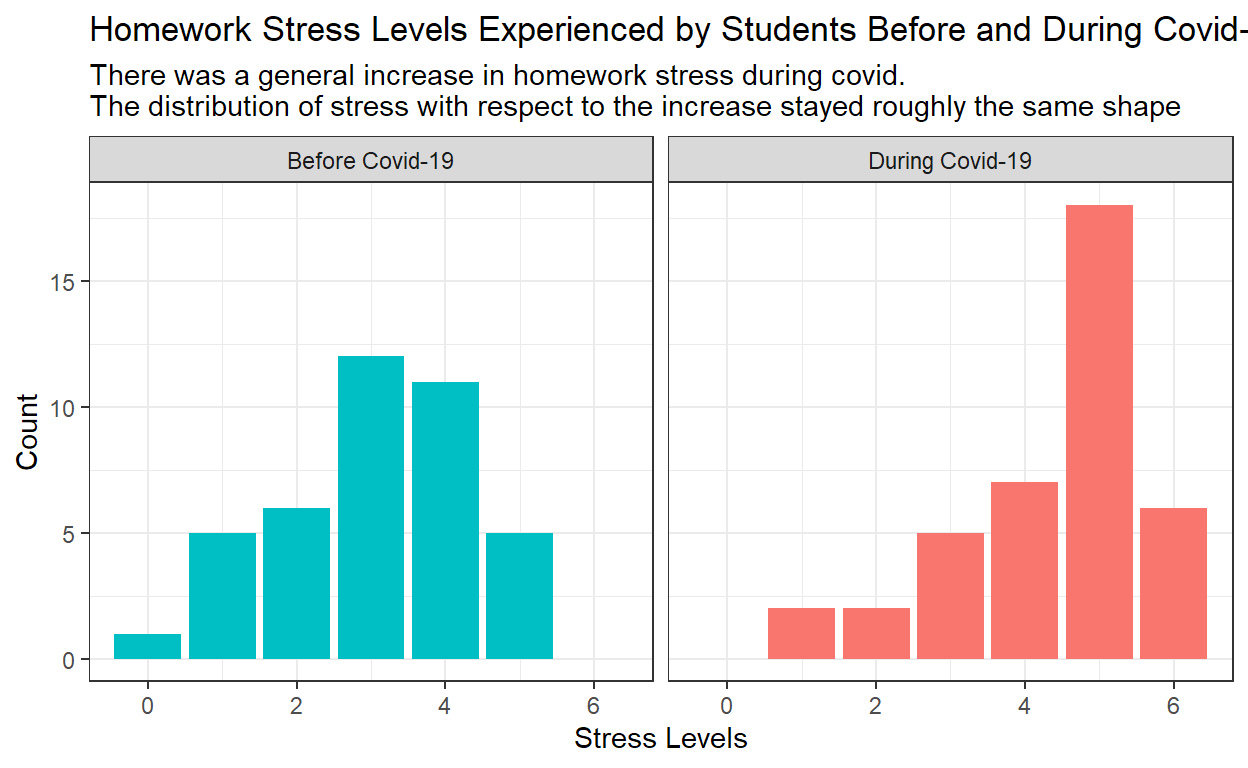 Homework Stress Levels Experienced by Students Before and During Covid-
There was a general increase in homework stress during covid.
The distribution of stress with respect to the increase stayed roughly the same shape
Before Covid-19
During Covid-19
Count
15
10
5
0
0 2 4 6
0 2 4 6
Stress Levels